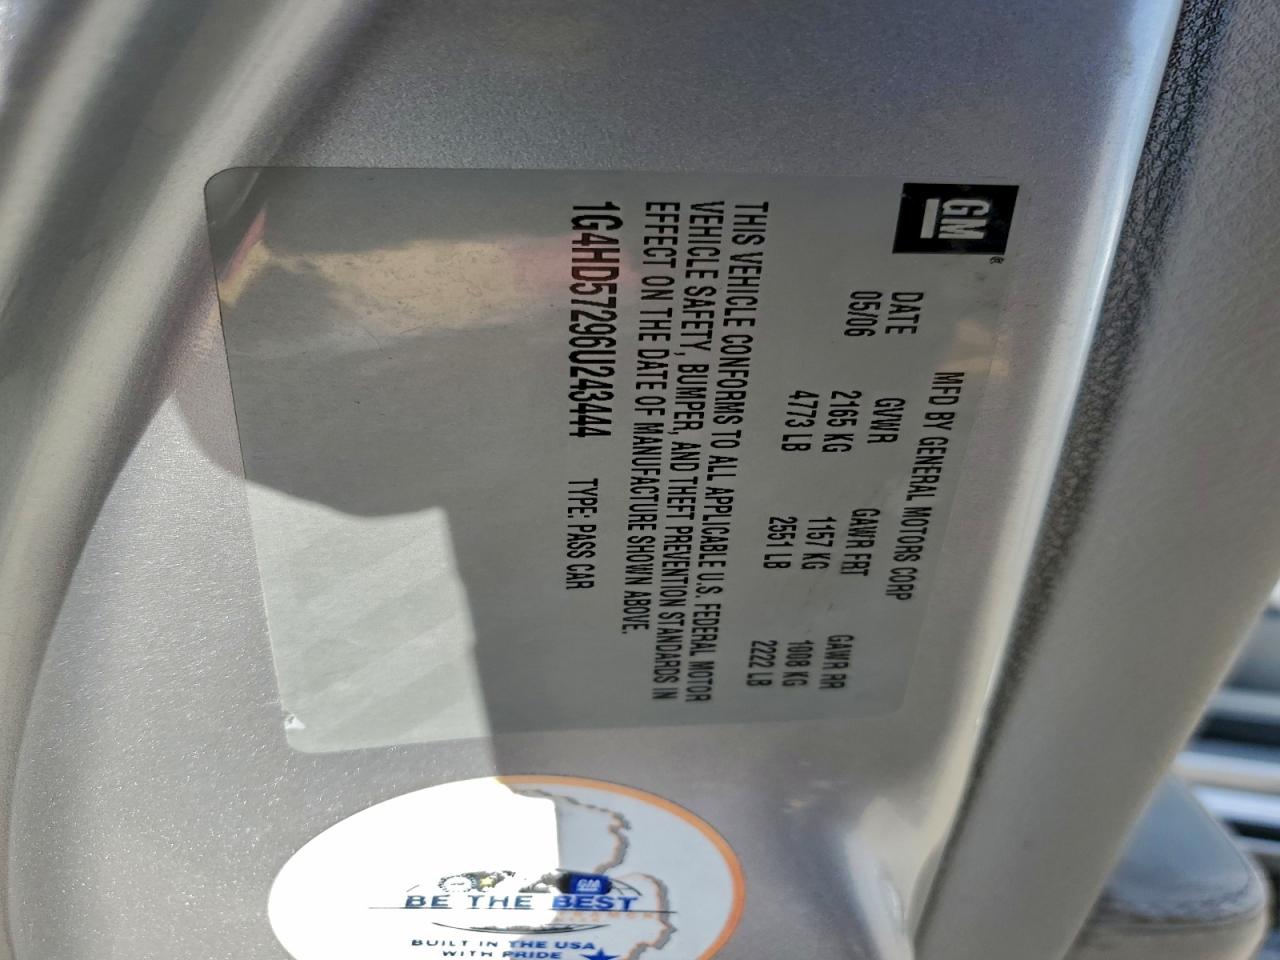 GM
MFD BY GENERAL MOTORS CORP
DATE GVWR GAWR FRT GAWR RR
05/06 2165 KG 1157 KG 1008 KG
4773 LB 2551 LB 2222 LB
THIS VEHICLE CONFORMS TO ALL APPLICABLE U.S. FEDERAL MOTOR
VEHICLE SAFETY, BUMPER, AND THEFT PREVENTION STANDARDS IN
EFFECT ON THE DATE OF MANUFACTURE SHOWN ABOVE.
1G4HD57296U243444 TYPE: PASS CAR
GM
BE THE BEST
BUILT IN THE USA
WITH PRIDE